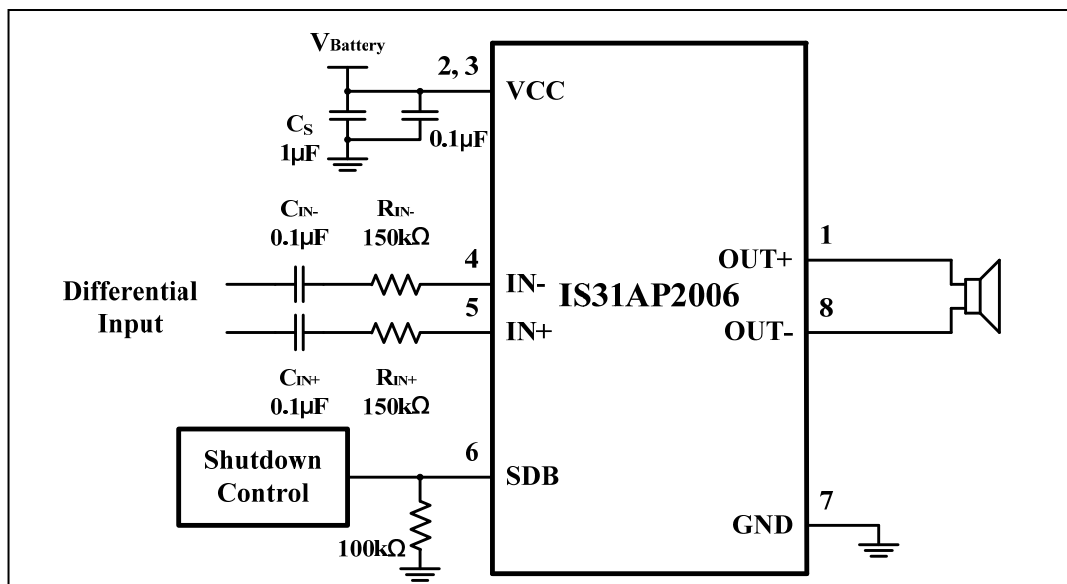 VBattery
2, 3
VCC
CS
1μF
0.1μF
CIN-
0.1μF
RIN-
150kΩ
4
IN-
Differential
Input
5
IN+
CIN+
0.1μF
RIN+
150kΩ
IS31AP2006
OUT+
1
OUT-
8
Shutdown
Control
6
SDB
100kΩ
GND
7